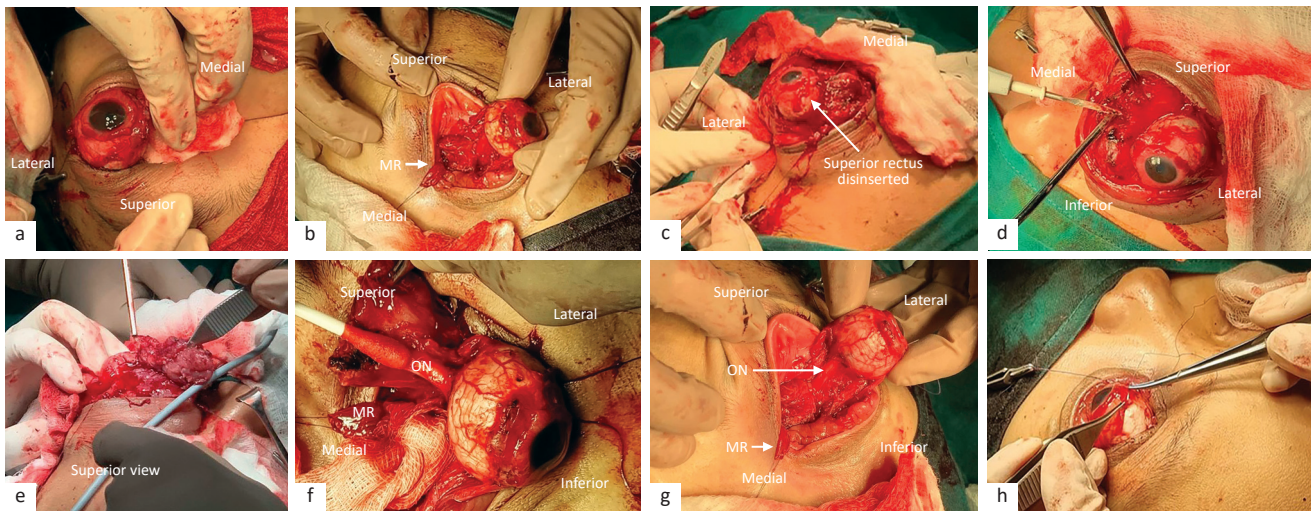 Medial
Lateral
Superior
a
Superior
Lateral
MR
Medial
b
Medial
Lateral
Superior rectus
disinserted
c
Medial
Superior
Inferior
Lateral
d
Superior view
e
Superior
Lateral
ON
MR
Medial
Inferior
f
Superior
Lateral
ON
MR
Inferior
Medial
g
h